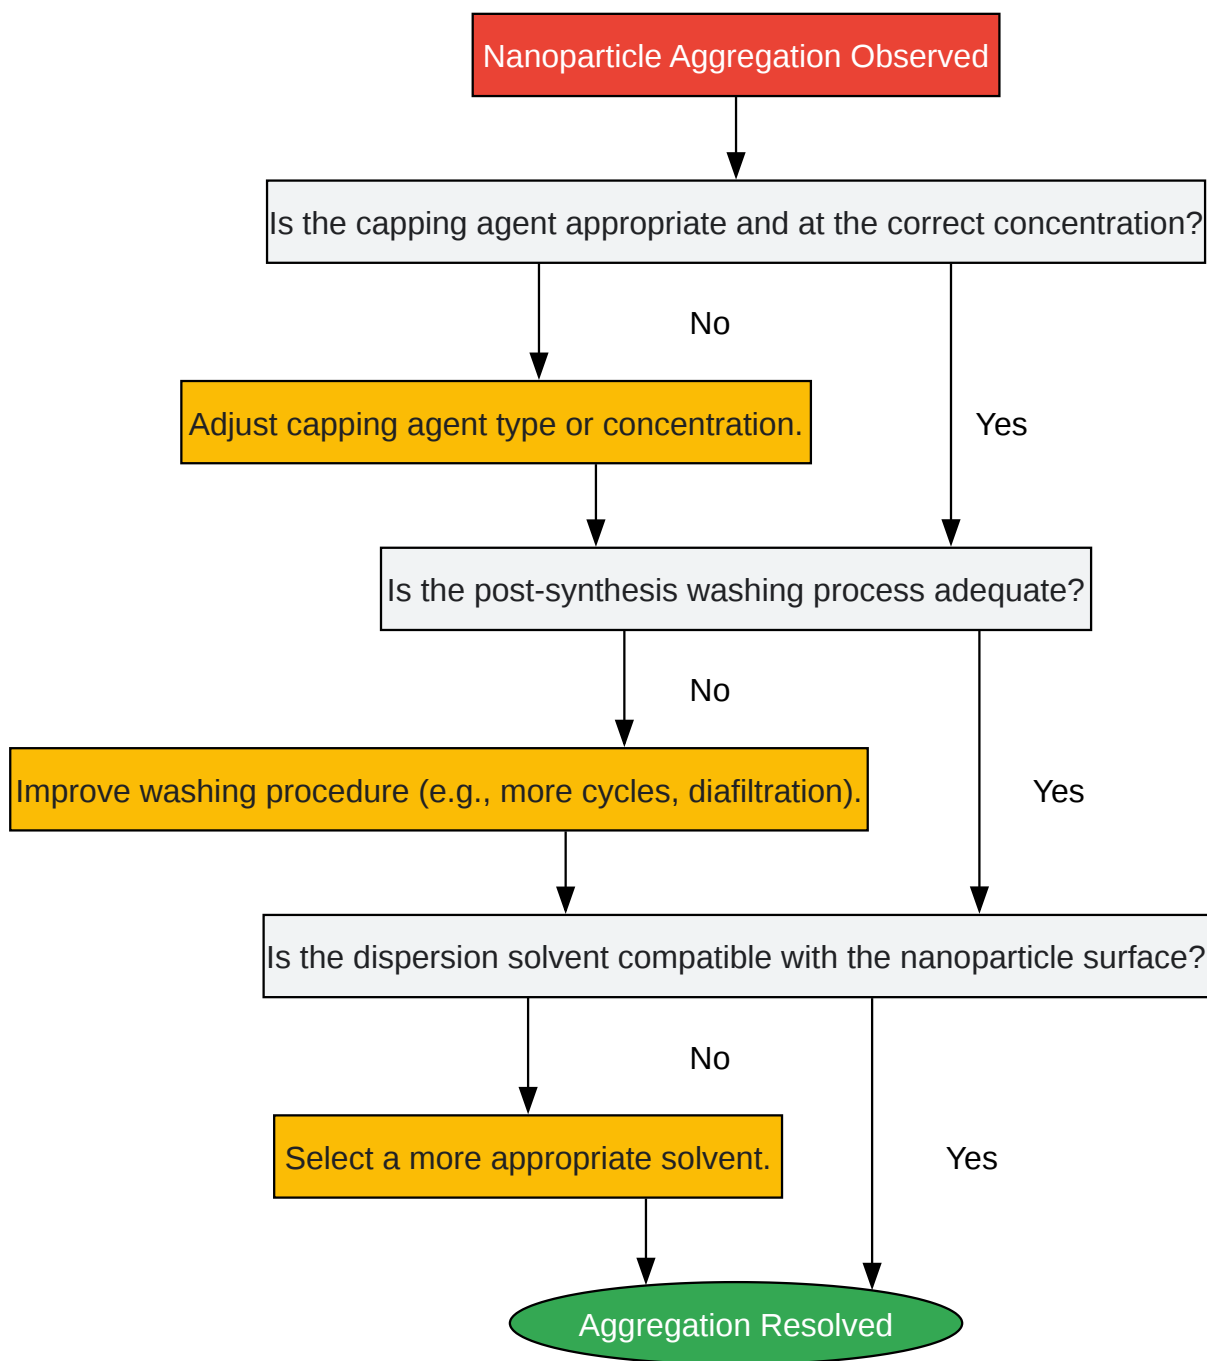 Nanoparticle Aggregation Observed
Is the capping agent appropriate and at the correct concentration?
No
Adjust capping agent type or concentration.
Yes
Is the post-synthesis washing process adequate?
No
Improve washing procedure (e.g., more cycles, diafiltration).
Yes
Is the dispersion solvent compatible with the nanoparticle surface?
No
Select a more appropriate solvent.
Yes
Aggregation Resolved